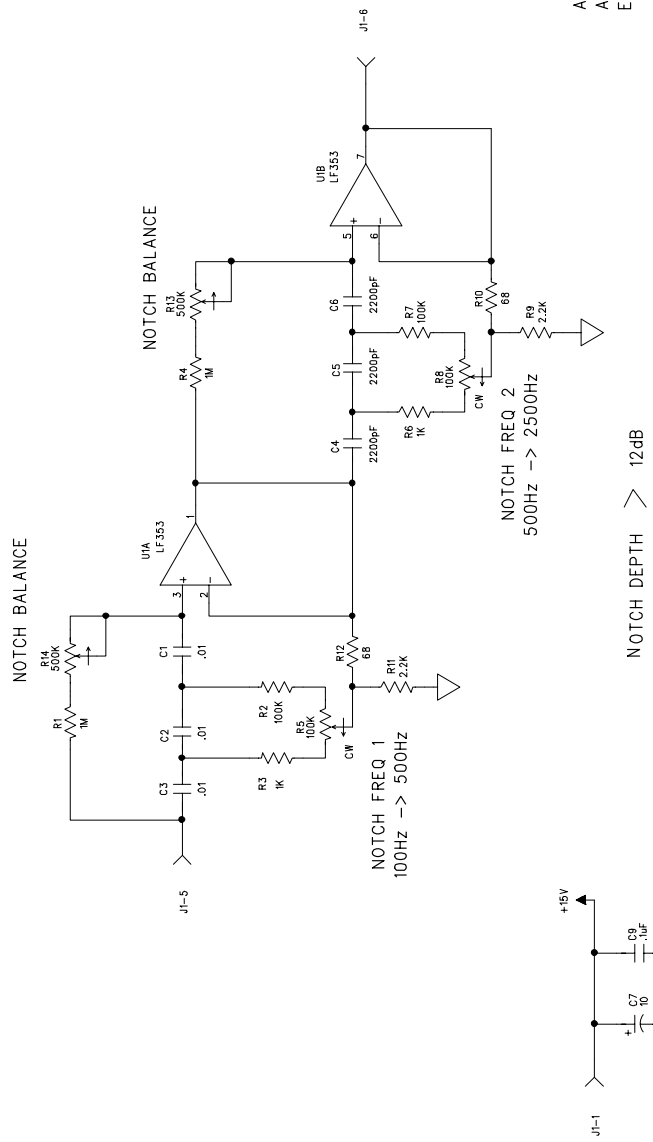 NOTCH BALANCE
R1
1M
R14
500K
C3
.01
C2
.01
C1
.01
J1-5
R3
1K
R2
100K
R5
100K
CW
NOTCH FREQ 1
100Hz -> 500Hz
3
+
2
-
1
U1A
LF353
R12
68
R11
2.2K
NOTCH BALANCE
R4
1M
R13
500K
C4
2200pF
C5
2200pF
C6
2200pF
R6
1K
R7
100K
R8
100K
CW
NOTCH FREQ 2
500Hz -> 2500Hz
5
+
6
-
7
U1B
LF353
R10
68
R9
2.2K
J1-6
NOTCH DEPTH > 12dB
J1-1
+15V
+
C7
10
C9
.1uF
A
A
E